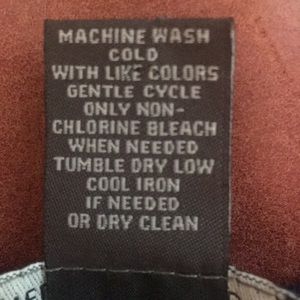 MACHINE WASH
COLD
WITH LIKE COLORS
GENTLE CYCLE
ONLY NON-
CHLORINE BLEACH
WHEN NEEDED
TUMBLE DRY LOW
COOL IRON
IF NEEDED
OR DRY CLEAN